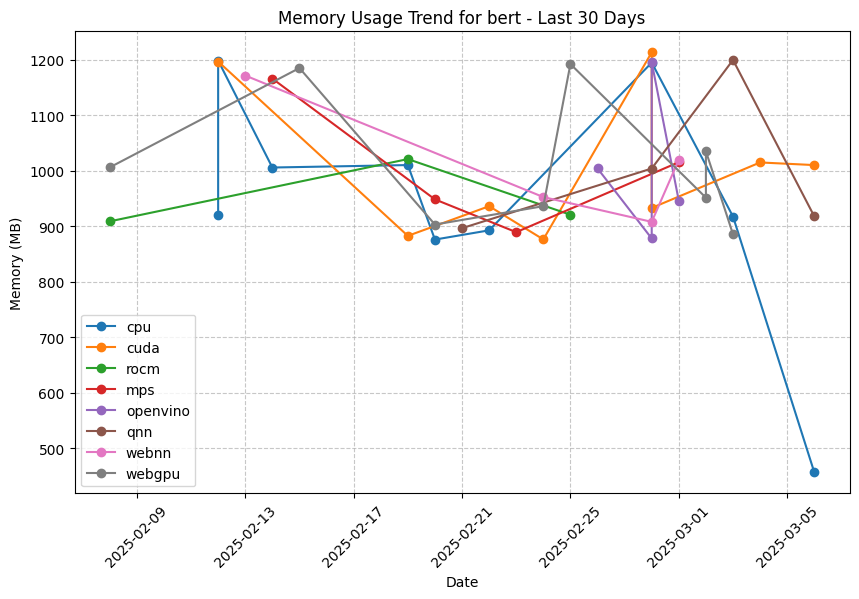 Memory Usage Trend for bert - Last 30 Days
Memory (MB)
1200
1100
1000
900
800
700
600
500
cpu
cuda
rocm
mps
openvino
qnn
webnn
webgpu
2025-02-09
2025-02-13
2025-02-17
2025-02-21
2025-02-25
2025-03-01
2025-03-05
Date